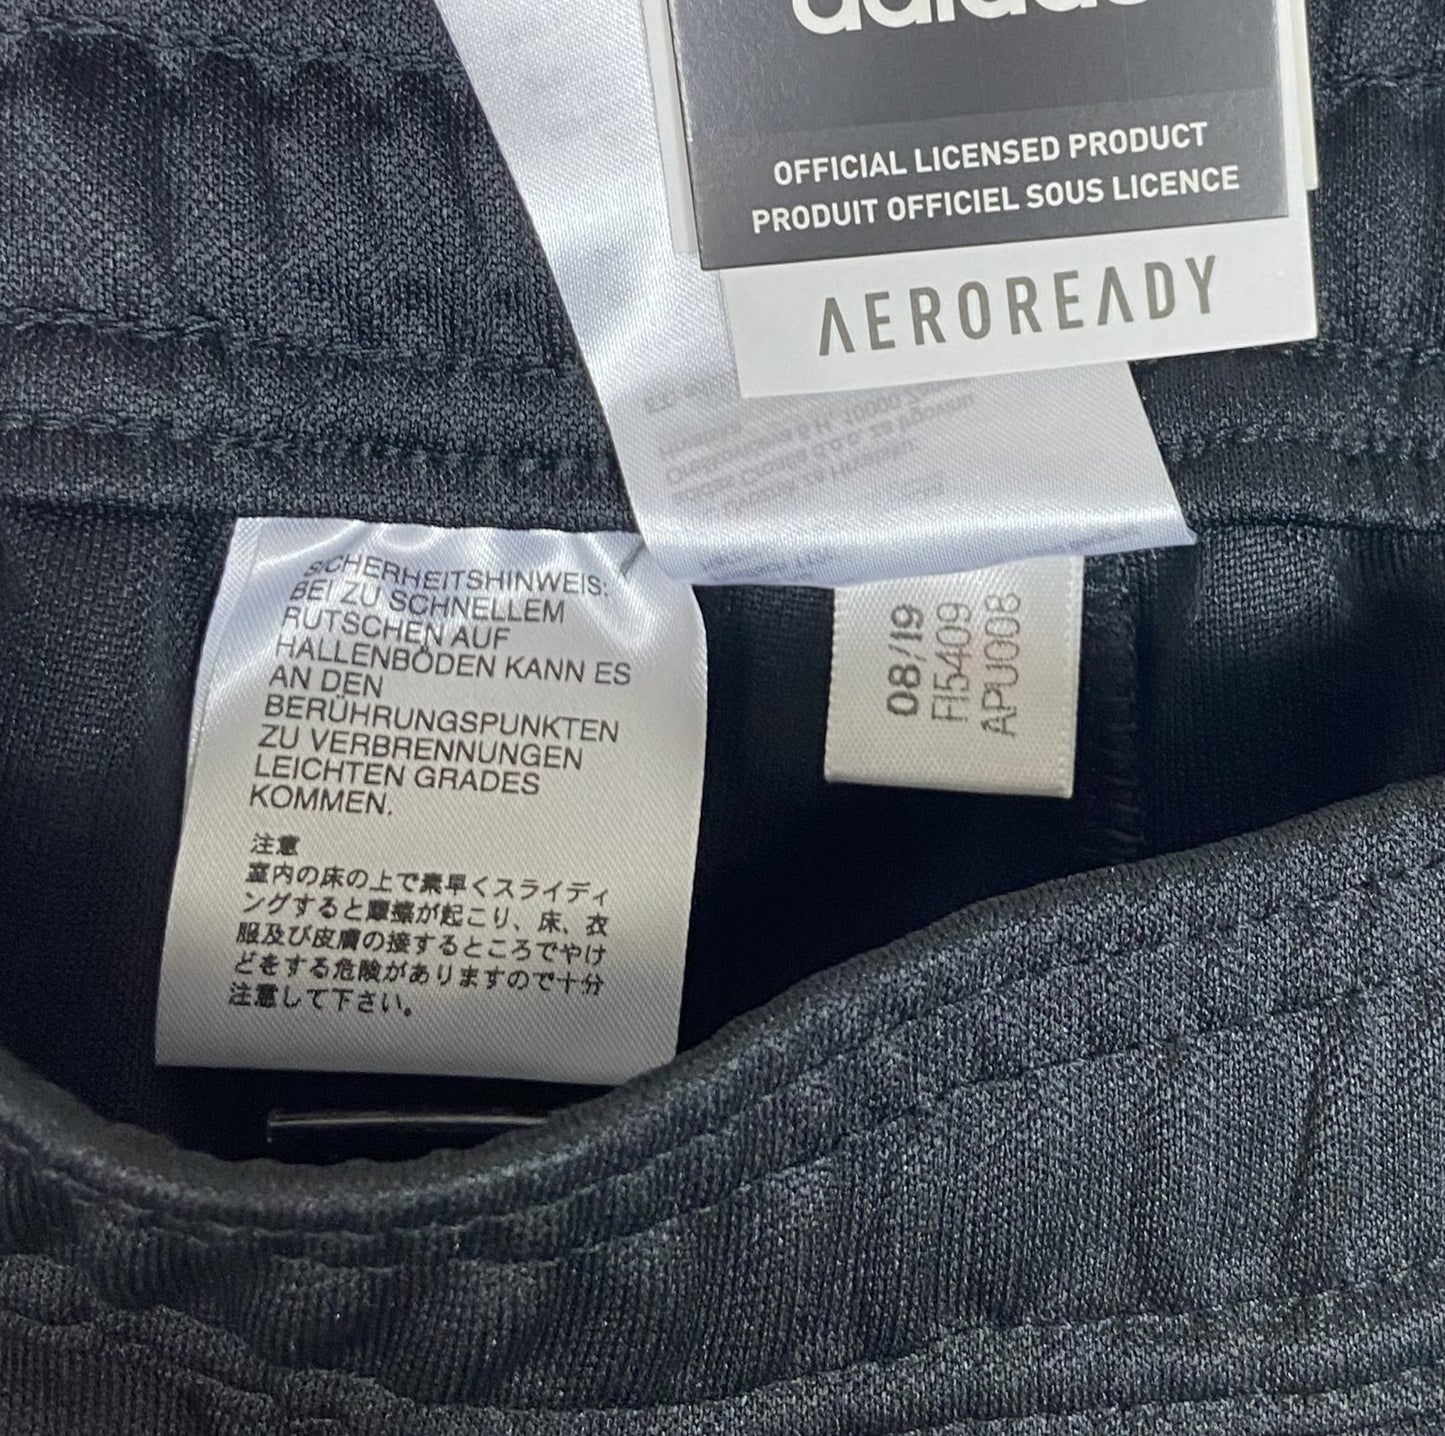 adidas
OFFICIAL LICENSED PRODUCT
PRODUIT OFFICIEL SOUS LICENCE
AEROREADY
SICHERHEITSHINWEIS:
BEI ZU SCHNELLEM
RUTSCHEN AUF
HALLENBÖDEN KANN ES
AN DEN
BERÜHRUNGSPUNKTEN
ZU VERBRENNUNGEN
LEICHTEN GRADES
KOMMEN.
注意
室内の床の上で素早くスライディ
ングすると摩擦が起こり、床、衣
服及び皮膚の接するところでやけ
どをする危険がありますので十分
注意して下さい。
08/19
FI5409
APU008